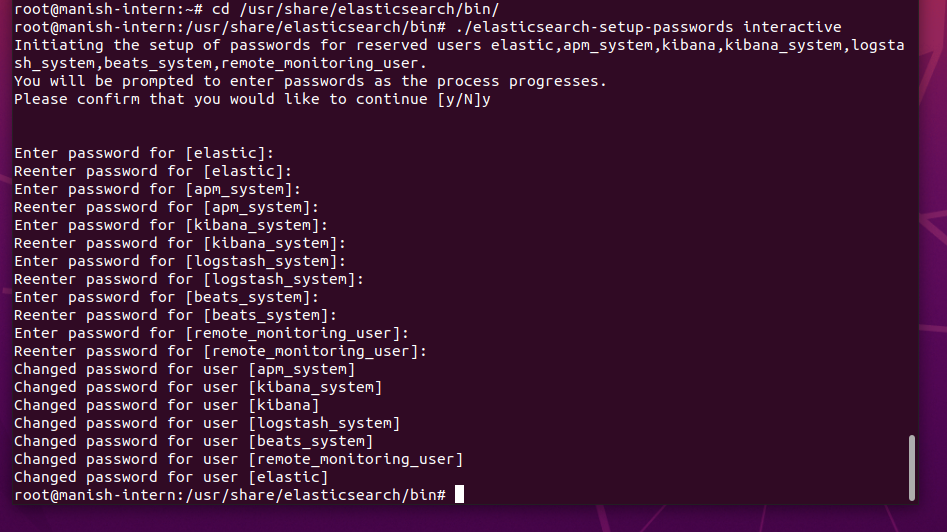 root@manish-intern:~# cd /usr/share/elasticsearch/bin/
root@manish-intern:/usr/share/elasticsearch/bin# ./elasticsearch-setup-passwords interactive
Initiating the setup of passwords for reserved users elastic,apm_system,kibana,kibana_system,logsta
sh_system,beats_system,remote_monitoring_user.
You will be prompted to enter passwords as the process progresses.
Please confirm that you would like to continue [y/N]y
Enter password for [elastic]:
Reenter password for [elastic]:
Enter password for [apm_system]:
Reenter password for [apm_system]:
Enter password for [kibana_system]:
Reenter password for [kibana_system]:
Enter password for [logstash_system]:
Reenter password for [logstash_system]:
Enter password for [beats_system]:
Reenter password for [beats_system]:
Enter password for [remote_monitoring_user]:
Reenter password for [remote_monitoring_user]:
Changed password for user [apm_system]
Changed password for user [kibana_system]
Changed password for user [kibana]
Changed password for user [logstash_system]
Changed password for user [beats_system]
Changed password for user [remote_monitoring_user]
Changed password for user [elastic]
root@manish-intern:/usr/share/elasticsearch/bin#